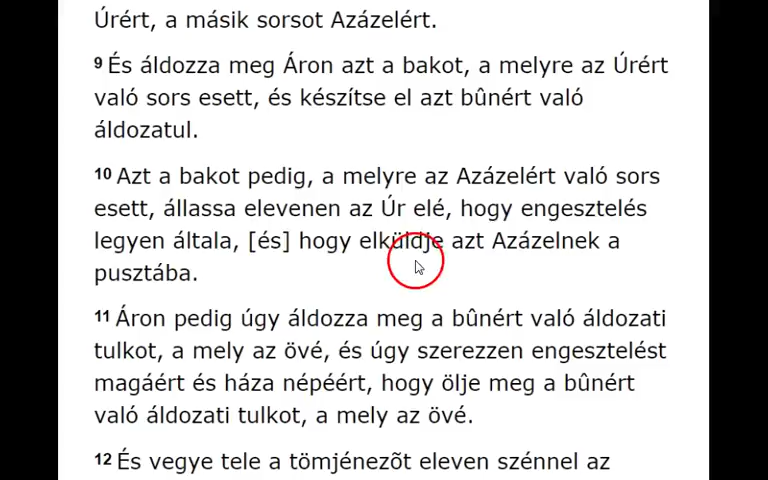 Úrért, a másik sorsot Azázelért.
9 És áldozza meg Áron azt a bakot, a melyre az Úrért
való sors esett, és készítse el azt bûnért való
áldozatul.
10 Azt a bakot pedig, a melyre az Azázelért való sors
esett, állassa elevenen az Úr elé, hogy engesztelés
legyen általa, [és] hogy elküldje azt Azázelnek a
pusztába.
11 Áron pedig úgy áldozza meg a bûnért való áldozati
tulkot, a mely az övé, és úgy szerezzen engesztelést
magáért és háza népéért, hogy ölje meg a bûnért
való áldozati tulkot, a mely az övé.
12 És vegye tele a tömjénezõt eleven szénnel az